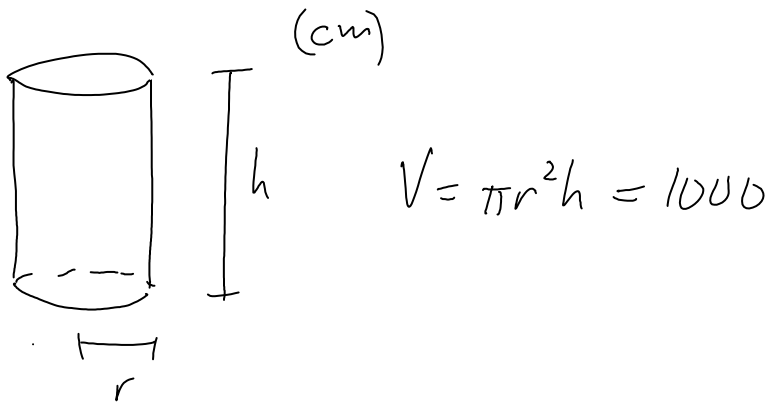 (cm)
h
V = πr²h = 1000
r